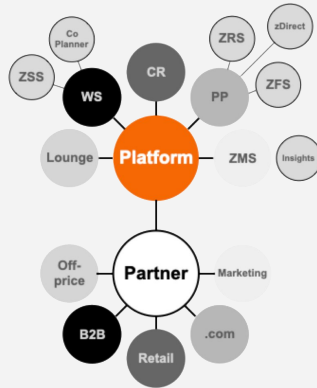 Co
Planner
ZRS
zDirect
ZSS
WS
CR
PP
ZFS
Lounge
Platform
ZMS
Insights
Off-
price
Partner
Marketing
B2B
Retail
.com